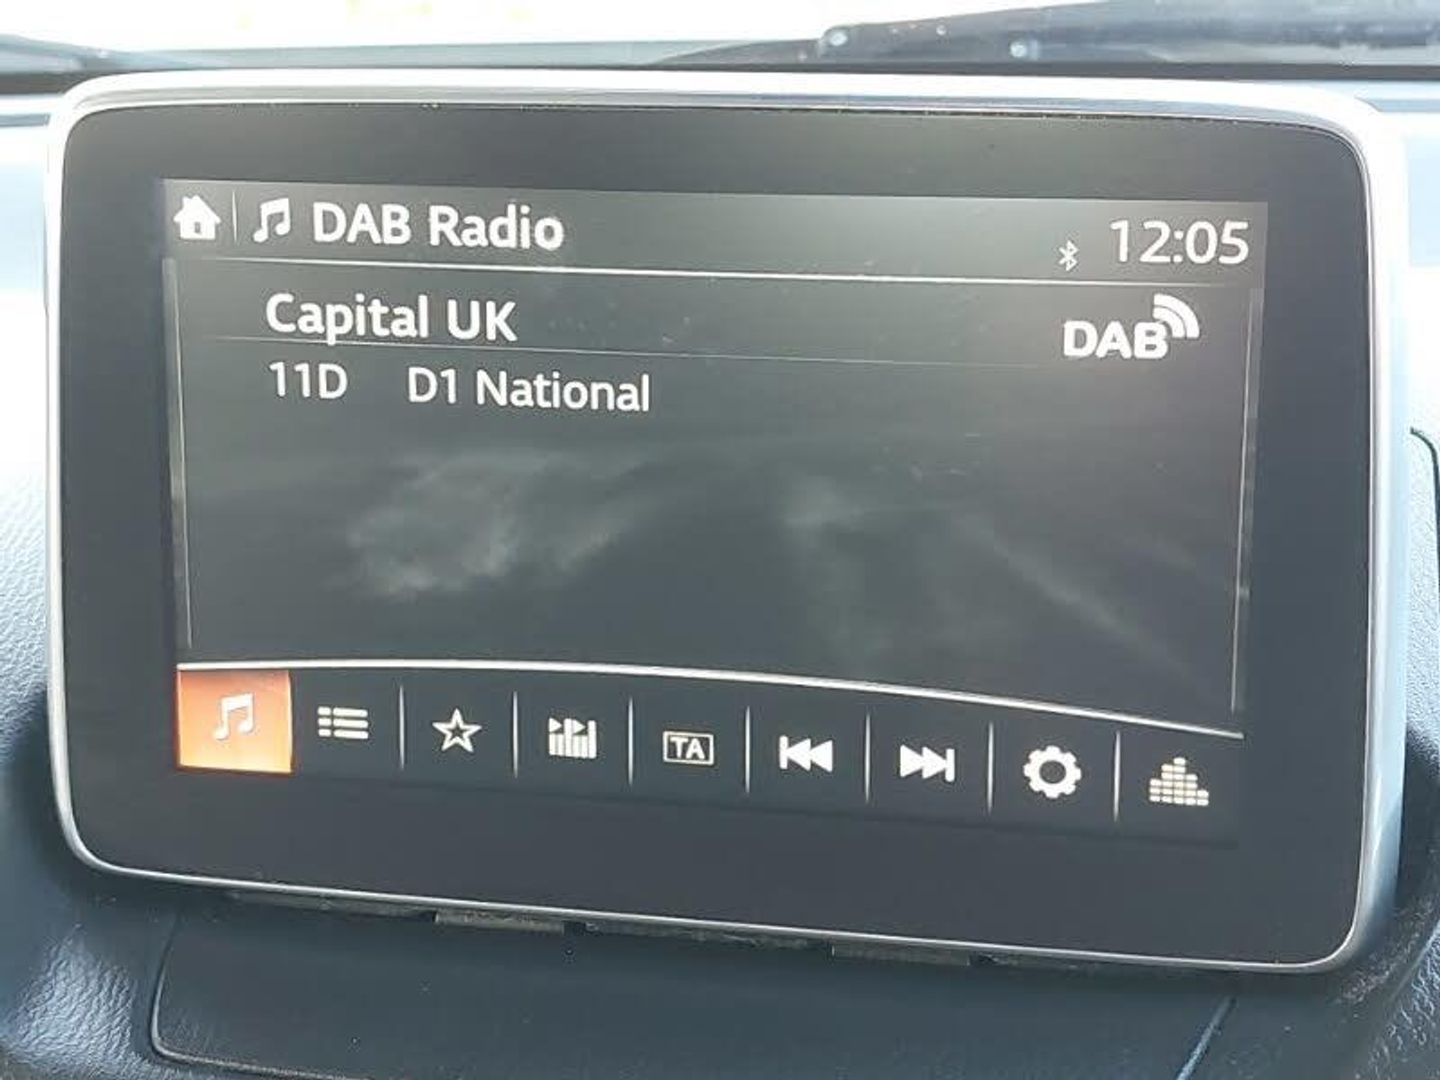 DAB Radio 12:05
Capital UK DAB
11D D1 National
TA